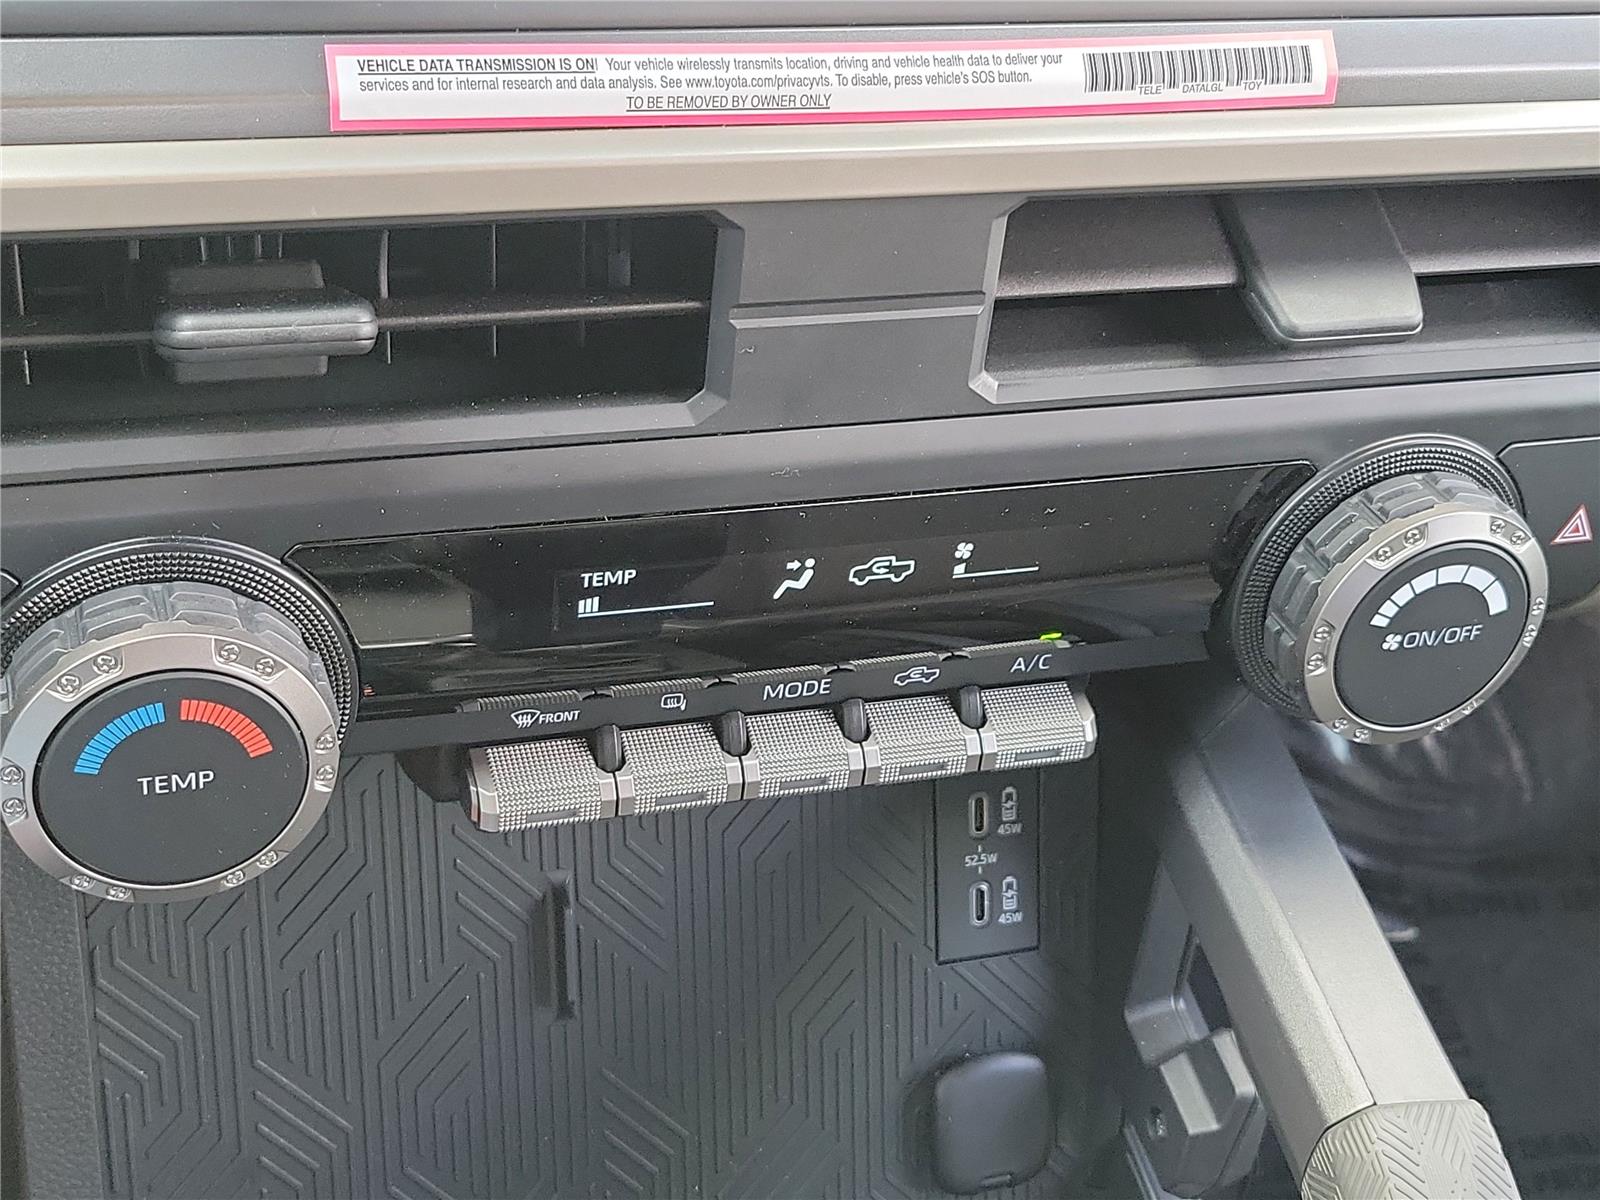 VEHICLE DATA TRANSMISSION IS ON! Your vehicle wirelessly transmits location, driving and vehicle health data to deliver your
services and for internal research and data analysis. See www.toyota.com/privacyvts. To disable, press vehicle's SOS button.
TO BE REMOVED BY OWNER ONLY
TELE DATALGL TOY
TEMP
ON/OFF
A/C
MODE
FRONT
TEMP
45W
52.5W
45W